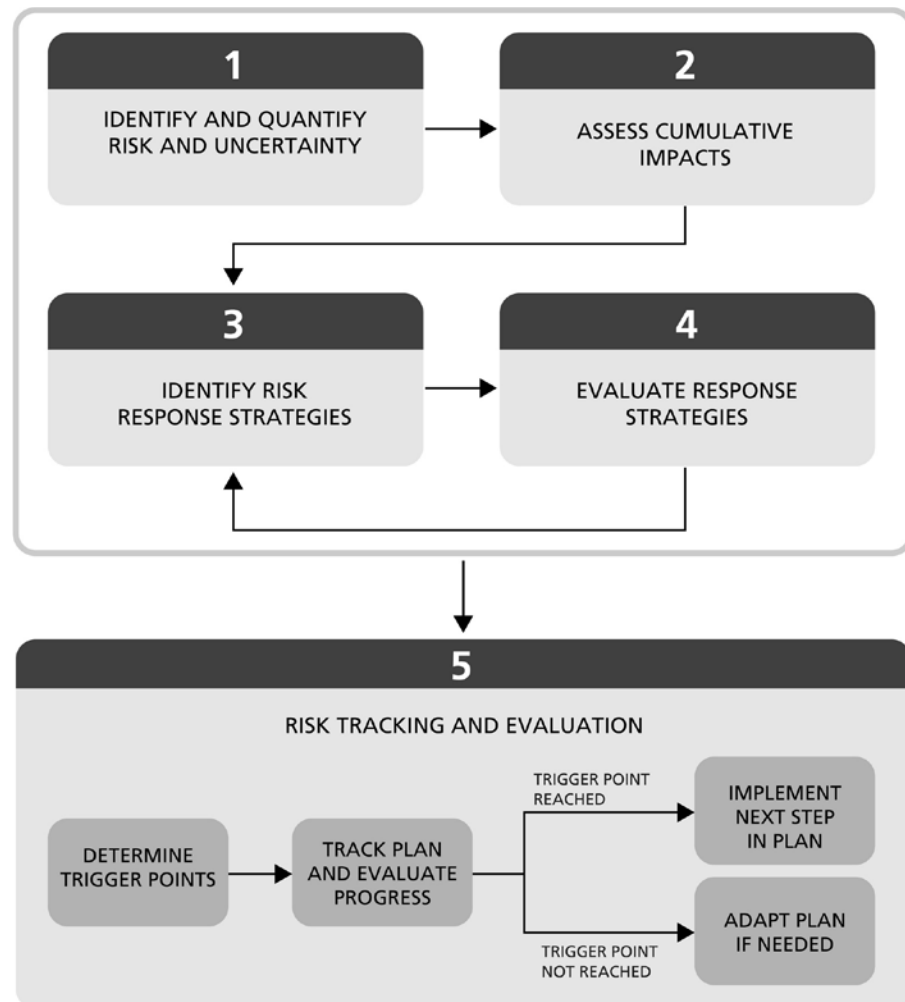 1
IDENTIFY AND QUANTIFY
RISK AND UNCERTAINTY
2
ASSESS CUMULATIVE
IMPACTS
3
IDENTIFY RISK
RESPONSE STRATEGIES
4
EVALUATE RESPONSE
STRATEGIES
5
RISK TRACKING AND EVALUATION
DETERMINE
TRIGGER POINTS
TRACK PLAN
AND EVALUATE
PROGRESS
TRIGGER POINT
REACHED
IMPLEMENT
NEXT STEP
IN PLAN
TRIGGER POINT
NOT REACHED
ADAPT PLAN
IF NEEDED